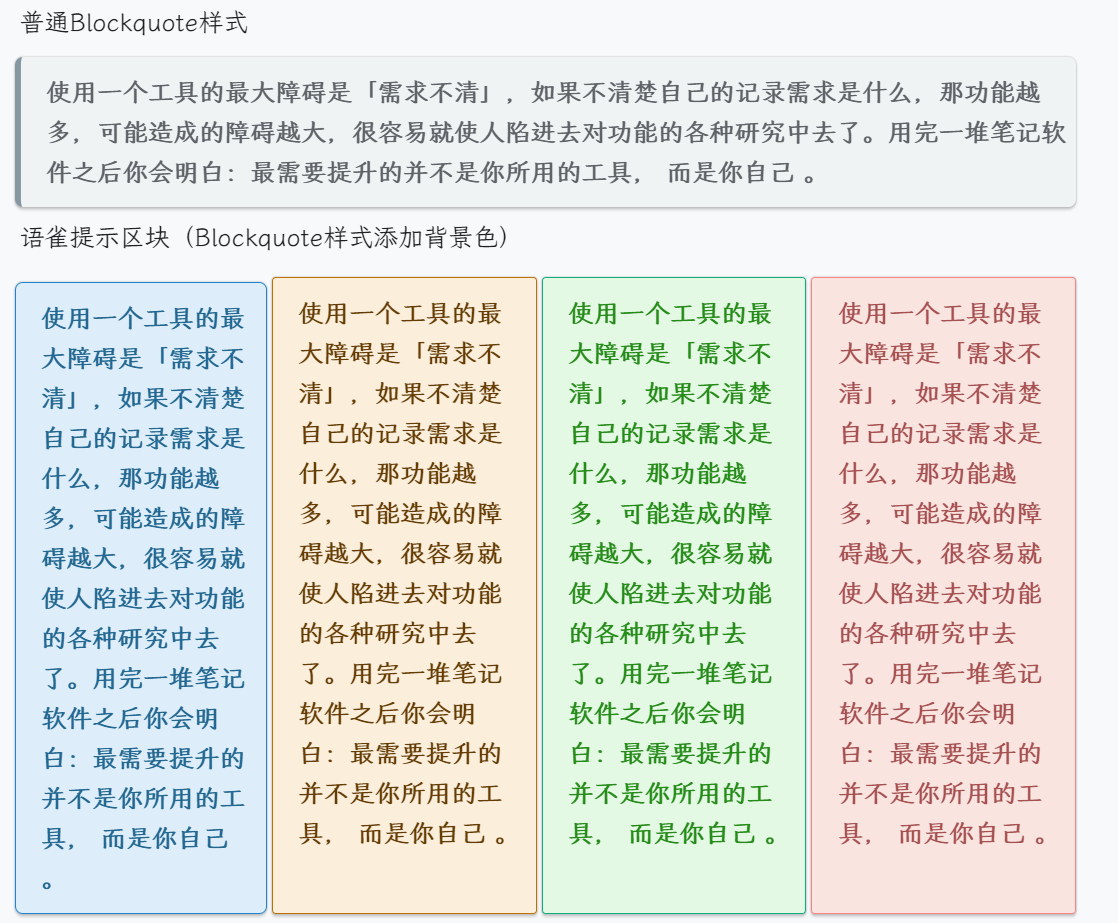 普通Blockquote样式
使用一个工具的最大障碍是「需求不清」，如果不清楚自己的记录需求是什么，那功能越
多，可能造成的障碍越大，很容易就使人陷进去对功能的各种研究中去了。用完一堆笔记软
件之后你会明白：最需要提升的并不是你所用的工具， 而是你自己 。
语雀提示区块（Blockquote样式添加背景色）
使用一个工具的最
大障碍是「需求不
清」，如果不清楚
自己的记录需求是
什么，那功能越
多，可能造成的障
碍越大，很容易就
使人陷进去对功能
的各种研究中去
了。用完一堆笔记
软件之后你会明
白：最需要提升的
并不是你所用的工
具， 而是你自己
。
使用一个工具的最
大障碍是「需求不
清」，如果不清楚
自己的记录需求是
什么，那功能越
多，可能造成的障
碍越大，很容易就
使人陷进去对功能
的各种研究中去
了。用完一堆笔记
软件之后你会明
白：最需要提升的
并不是你所用的工
具， 而是你自己 。
使用一个工具的最
大障碍是「需求不
清」，如果不清楚
自己的记录需求是
什么，那功能越
多，可能造成的障
碍越大，很容易就
使人陷进去对功能
的各种研究中去
了。用完一堆笔记
软件之后你会明
白：最需要提升的
并不是你所用的工
具， 而是你自己 。
使用一个工具的最
大障碍是「需求不
清」，如果不清楚
自己的记录需求是
什么，那功能越
多，可能造成的障
碍越大，很容易就
使人陷进去对功能
的各种研究中去
了。用完一堆笔记
软件之后你会明
白：最需要提升的
并不是你所用的工
具， 而是你自己 。